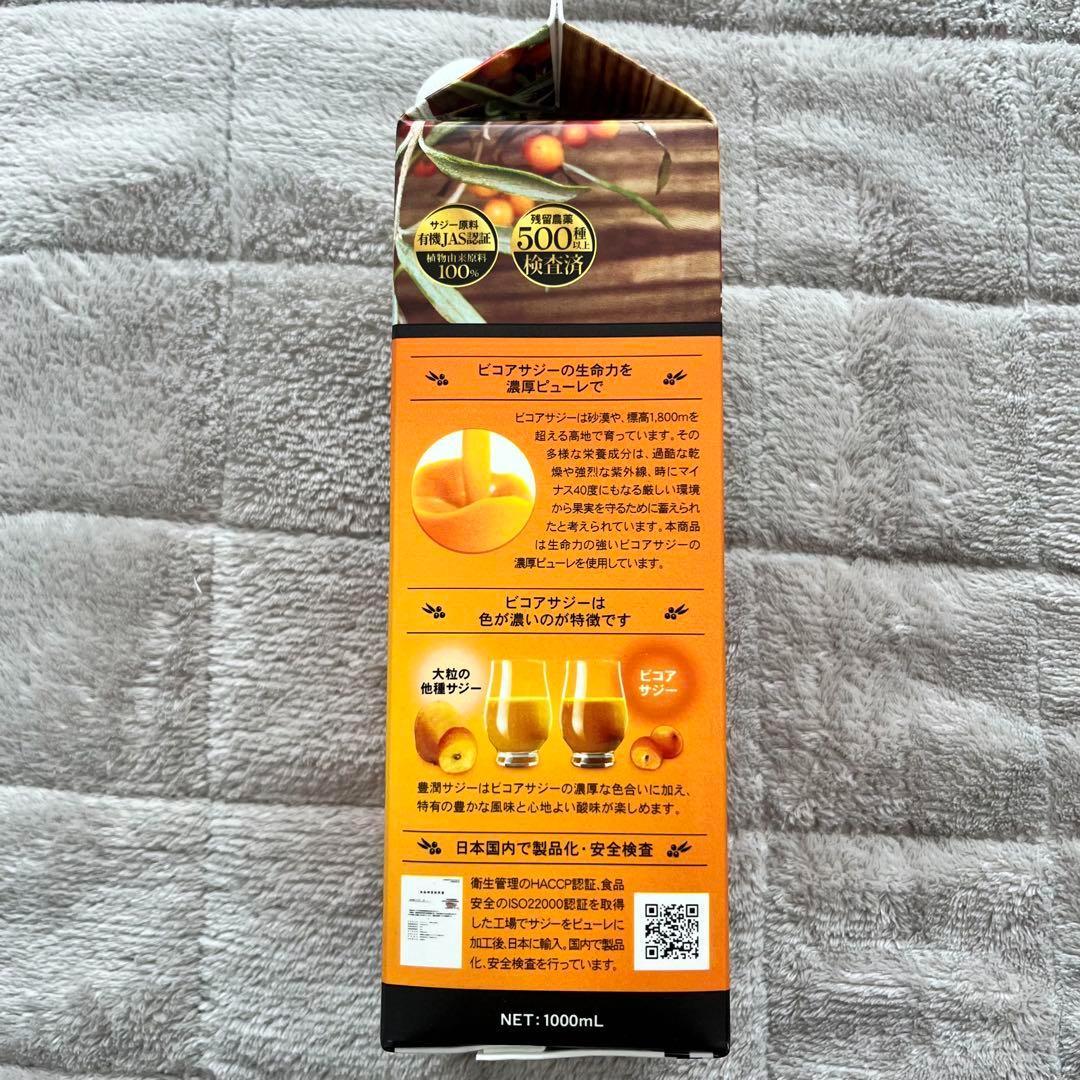 サジー原料
有機JAS認証
植物由来原料
100%
残留農薬
500種以上
検査済
ビコアサジーの生命力を
濃厚ピューレで
ビコアサジーは砂漠や、標高1,800mを
超える高地で育っています。その
多様な栄養成分は、過酷な乾
燥や強烈な紫外線、時にマイ
ナス40度にもなる厳しい環境
から果実を守るために蓄えられ
たと考えられています。本商品
は生命力の強いビコアサジーの
濃厚ピューレを使用しています。
ビコアサジーは
色が濃いのが特徴です
大粒の
他種サジー
ビコア
サジー
豊潤サジーはビコアサジーの濃厚な色合いに加え、
特有の豊かな風味と心地よい酸味が楽しめます。
日本国内で製品化・安全検査
衛生管理のHACCP認証、食品
安全のISO22000認証を取得
した工場でサジーをピューレに
加工後、日本に輸入。国内で製品
化、安全検査を行っています。
NET：1000mL